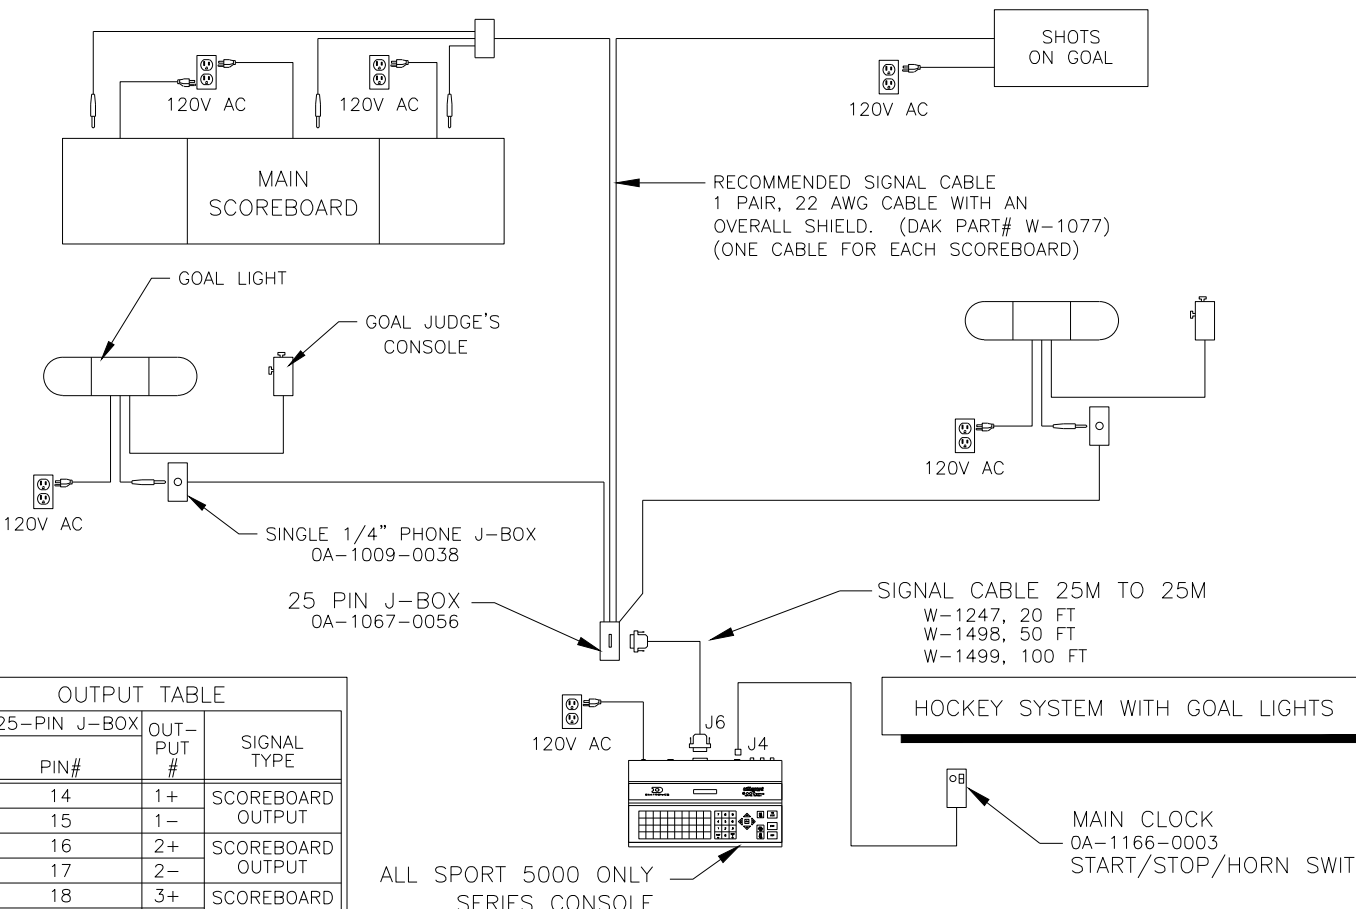 SHOTS
ON GOAL
120V AC
120V AC
120V AC
MAIN
SCOREBOARD
RECOMMENDED SIGNAL CABLE
1 PAIR, 22 AWG CABLE WITH AN
OVERALL SHIELD. (DAK PART# W-1077)
(ONE CABLE FOR EACH SCOREBOARD)
GOAL LIGHT
GOAL JUDGE'S
CONSOLE
120V AC
120V AC
SINGLE 1/4" PHONE J-BOX
0A-1009-0038
25 PIN J-BOX
0A-1067-0056
SIGNAL CABLE 25M TO 25M
W-1247, 20 FT
W-1498, 50 FT
W-1499, 100 FT
HOCKEY SYSTEM WITH GOAL LIGHTS
120V AC
J6
J4
MAIN CLOCK
0A-1166-0003
START/STOP/HORN SWIT
ALL SPORT 5000 ONLY
SERIES CONSOLE
OUTPUT TABLE
25-PIN J-BOX
PIN#
OUT-
PUT
#
SIGNAL
TYPE
14 1+ SCOREBOARD
15 1- OUTPUT
16 2+ SCOREBOARD
17 2- OUTPUT
18 3+ SCOREBOARD